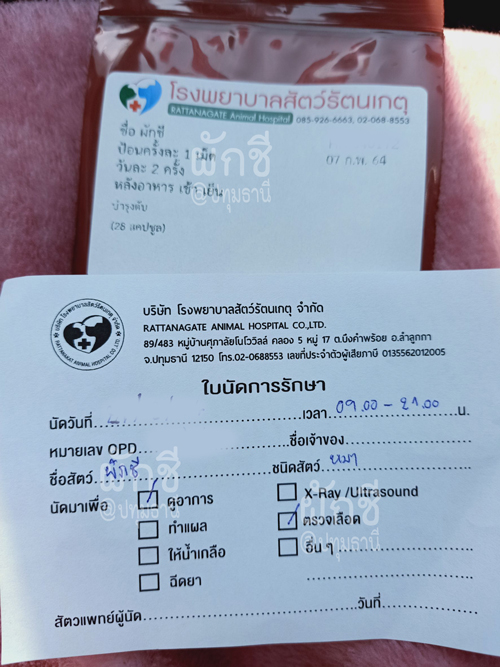 โรงพยาบาลสัตว์รัตนเกตุ
RATTANAGATE Animal Hospital 085-926-6663, 02-068-8553
ชื่อ ผักชี
ป้อนครั้งละ 1 เม็ด
07 ก.พ. 64
วันละ 2 ครั้ง
หลังอาหาร เช้า เย็น
บำรุงตับ
(28 แคปซูล)
ผักชี
@ปทุมธานี
บริษัท โรงพยาบาลสัตว์รัตนเกตุ จำกัด
RATTANAGATE ANIMAL HOSPITAL CO.,LTD.
89/483 หมู่บ้านศุภาลัยโนโววิลล์ คลอง 5 หมู่ 17 ต.บึงคำพร้อย อ.ลำลูกกา
จ.ปทุมธานี 12150 โทร.02-0688553 เลขที่ประจำตัวผู้เสียภาษี 0135562012005
ใบนัดการรักษา
นัดวันที่ เวลา 09.00 - 21.00 น.
หมายเลข OPD. ชื่อเจ้าของ
ชื่อสัตว์ ผักชี ชนิดสัตว์ หมา
นัดมาเพื่อ ดูอาการ X-Ray /Ultrasound
ทำแผล ตรวจเลือด
ให้น้ำเกลือ อื่น ๆ
ฉีดยา
สัตวแพทย์ผู้นัด วันที่
ผักชี
@ปทุมธานี
ผักชี
@ปทุมธานี